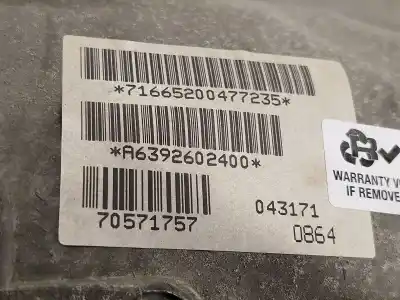 *71665200477235*
*A6392602400*
70571757
043171
0864
WARRANTY V
IF REMOVE